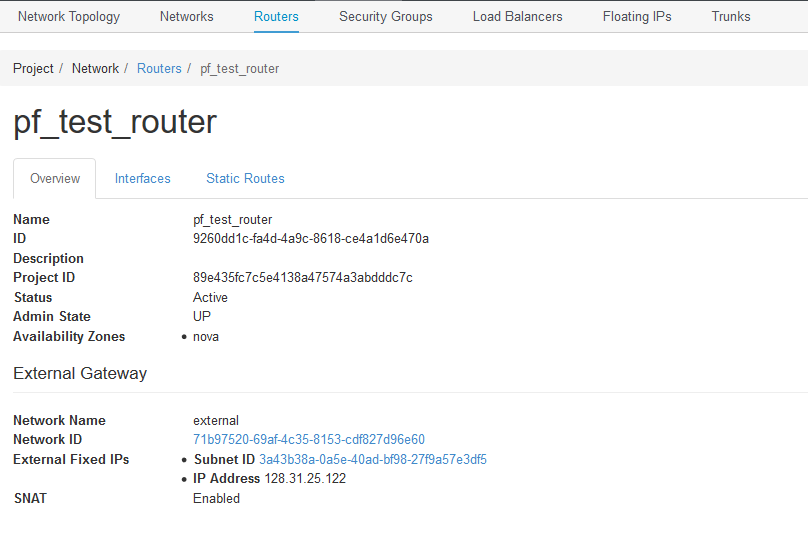 Network Topology Networks Routers Security Groups Load Balancers Floating IPs Trunks
Project / Network / Routers / pf_test_router
pf_test_router
Overview Interfaces Static Routes
Name pf_test_router
ID 9260dd1c-fa4d-4a9c-8618-ce4a1d6e470a
Description
Project ID 89e435fc7c5e4138a47574a3abdddc7c
Status Active
Admin State UP
Availability Zones • nova
External Gateway
Network Name external
Network ID 71b97520-69af-4c35-8153-cdf827d96e60
External Fixed IPs • Subnet ID 3a43b38a-0a5e-40ad-bf98-27f9a57e3df5
• IP Address 128.31.25.122
SNAT Enabled